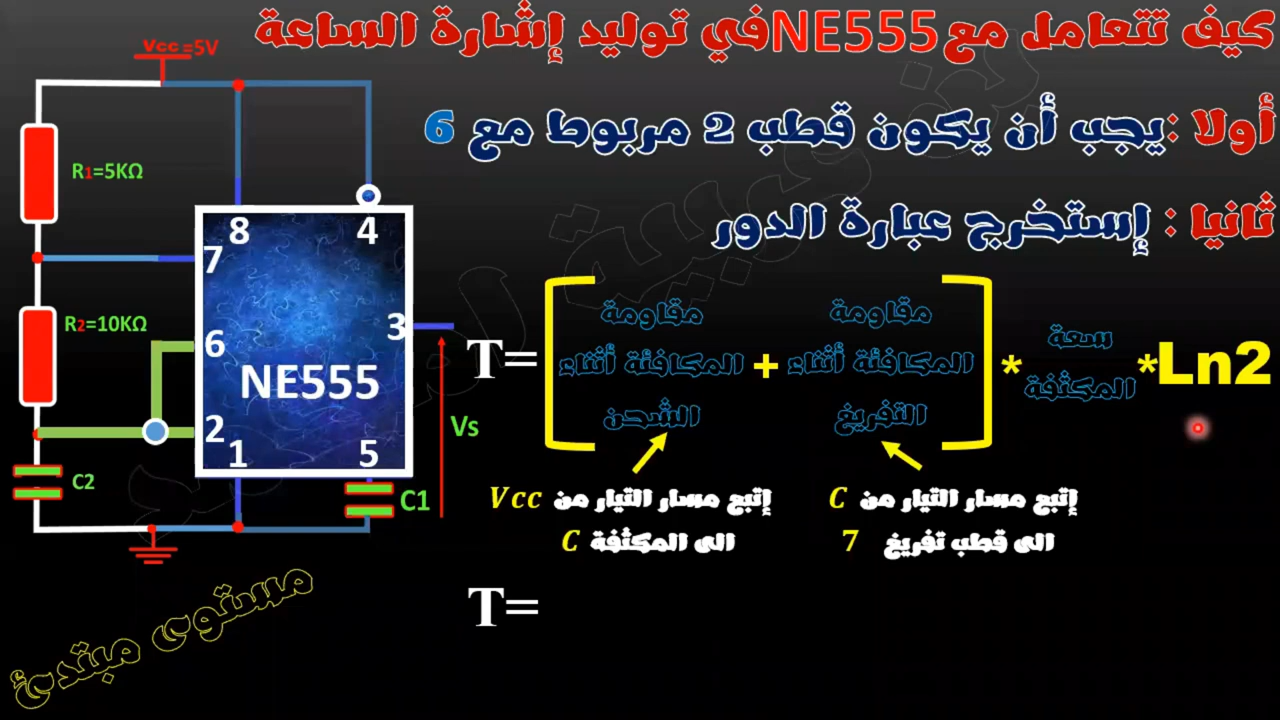 كيف تتعامل مع NE555 في توليد إشارة الساعة
أولا : يجب أن يكون قطب 2 مربوط مع 6
ثانيا : إستخرج عبارة الدور
T=
مقاومة المكافئة أثناء الشحن
+
مقاومة المكافئة أثناء التفريغ
*
سعة المكثفة
*Ln2
إتبع مسار التيار من Vcc
الى المكثفة C
إتبع مسار التيار من C
الى قطب تفريغ 7
T=
Vcc=5V
R1=5KΩ
R2=10KΩ
C2
8
4
7
6
3
NE555
2
1
5
C1
Vs
مستوى مبتدئ